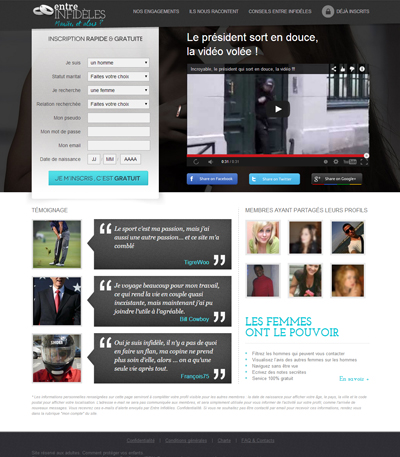 entre
INFIDÈLES
Mariés, et alors ?
NOS ENGAGEMENTS
ILS NOUS RACONTENT
CONSEILS ENTRE INFIDÈLES
DÉJÀ INSCRITS
INSCRIPTION RAPIDE & GRATUITE
Je suis
un homme
Statut marital
Faites votre choix
Je recherche
une femme
Relation recherchée
Faites votre choix
Mon pseudo
Mon mot de passe
Mon email
Date de naissance
JJ
MM
AAAA
JE M'INSCRIS...C'EST GRATUIT
Le président sort en douce,
la vidéo volée !
Incroyable, le président qui sort en douce, la vidéo !!!
Share on Facebook
Share on Twitter
Share on Google+
TÉMOIGNAGE
Le sport c'est ma passion, mais j'ai
aussi une autre passion... et ce site m'a
comblé
TigreWoo
Je voyage beaucoup pour mon travail,
ce qui rend la vie en couple quasi
inexistante, mais maintenant j'ai pu
joindre l'utile à l'agréable.
Bill Cowboy
Oui je suis infidèle, il n'y a pas de quoi
en faire un flan, ma copine ne prend
plus soin d'elle, alors ... on a qu'une
seule vie après tout.
François75
MEMBRES AYANT PARTAGÉS LEURS PROFILS
LES FEMMES
ONT LE POUVOIR
Filtrez les hommes qui peuvent vous contacter
Visualisez l'avis des autres femmes sur les hommes
Naviguez sans être vue
Ecrivez des notes secrètes
Service 100% gratuit
En savoir +
Confidentialité
Conditions générales
Charte
FAQ & Contacts